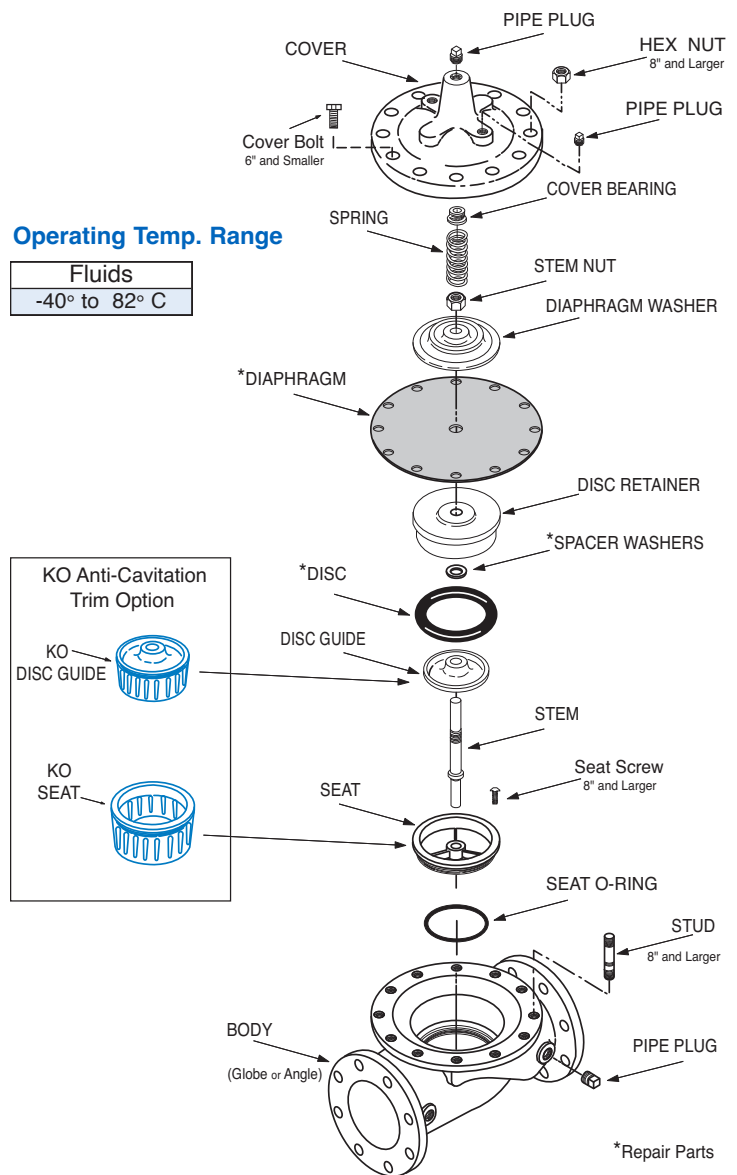 PIPE PLUG
COVER
HEX NUT
8" and Larger
PIPE PLUG
Cover Bolt
6" and Smaller
COVER BEARING
SPRING
Operating Temp. Range
Fluids
-40° to 82° C
STEM NUT
DIAPHRAGM WASHER
*DIAPHRAGM
DISC RETAINER
*SPACER WASHERS
KO Anti-Cavitation
Trim Option
*DISC
KO
DISC GUIDE
DISC GUIDE
STEM
KO
SEAT
Seat Screw
8" and Larger
SEAT
SEAT O-RING
STUD
8" and Larger
BODY
(Globe or Angle)
PIPE PLUG
*Repair Parts